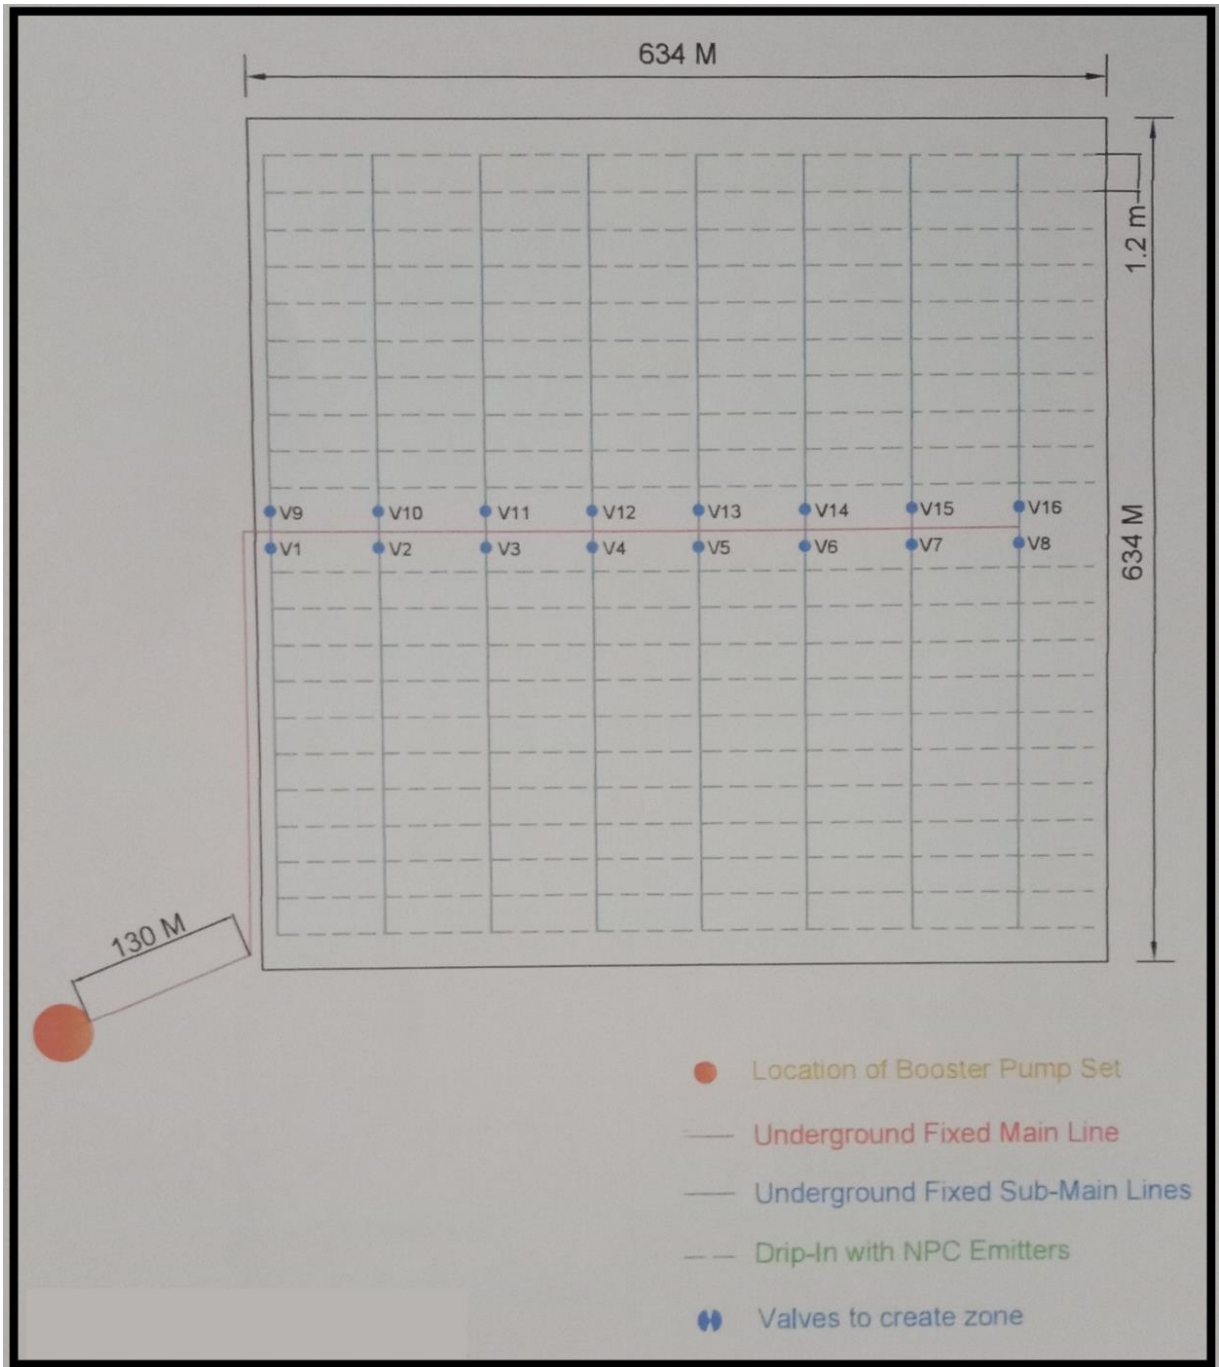 634 M
1.2 m
V9 V10 V11 V12 V13 V14 V15 V16
V1 V2 V3 V4 V5 V6 V7 V8
634 M
130 M
Location of Booster Pump Set
Underground Fixed Main Line
Underground Fixed Sub-Main Lines
Drip-In with NPC Emitters
Valves to create zone